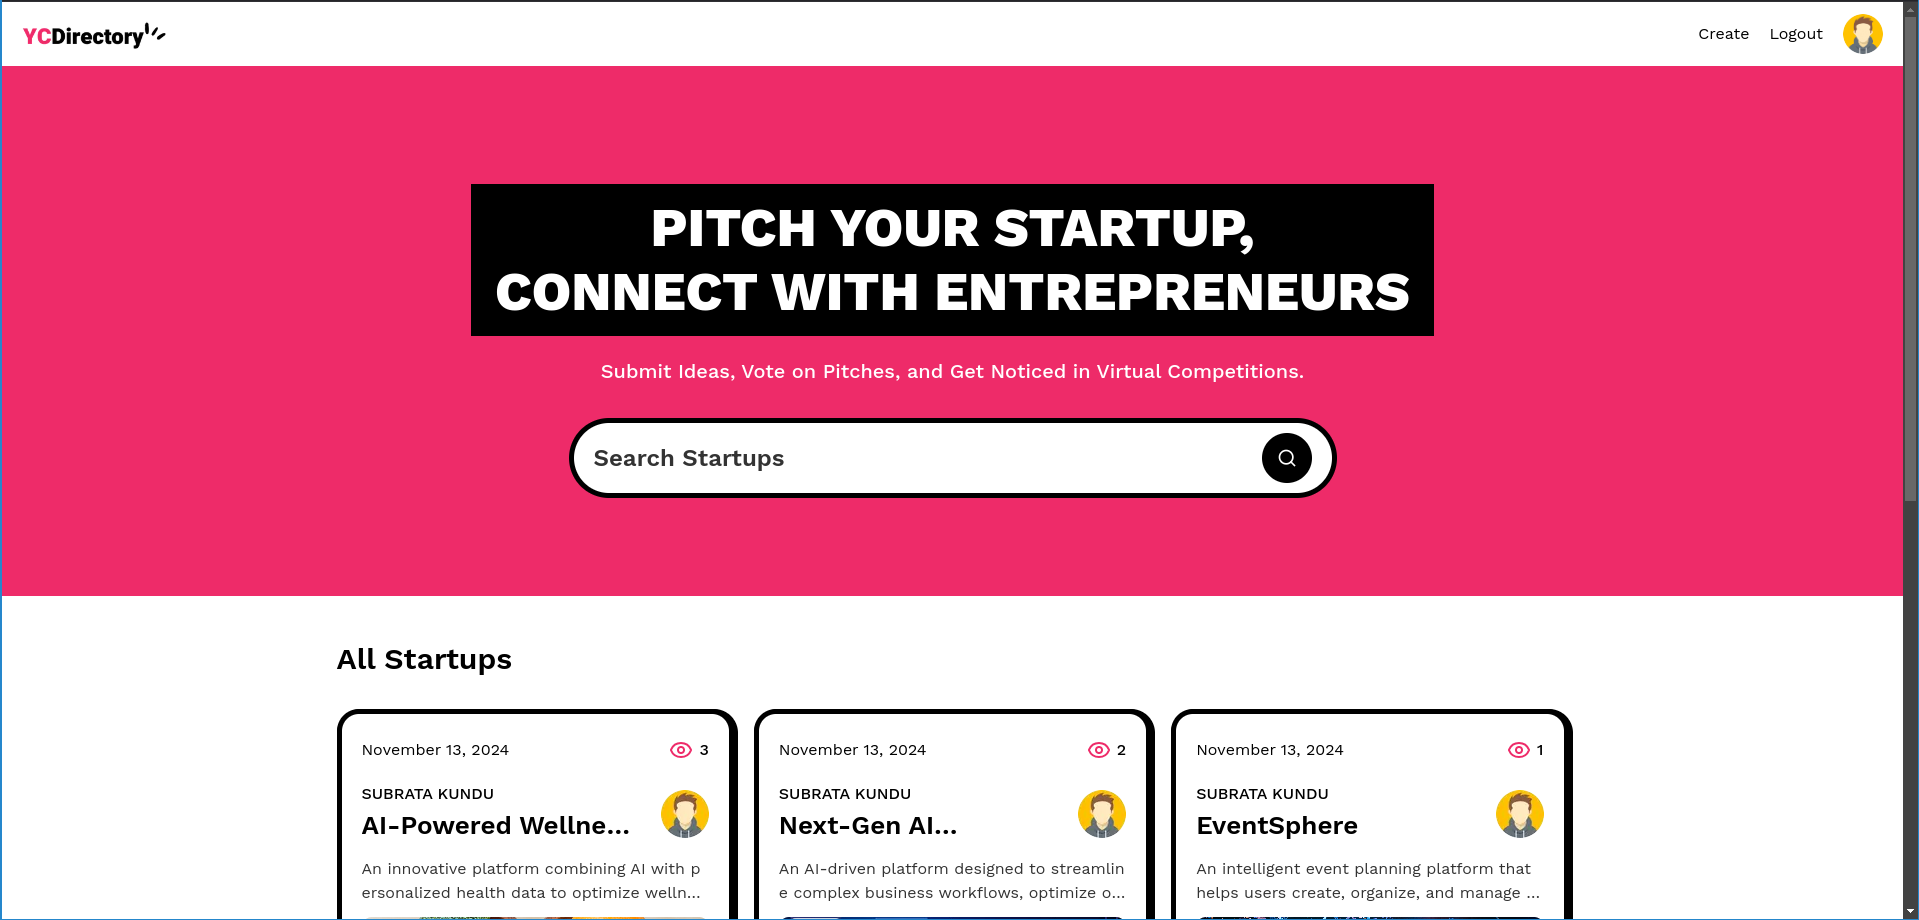 YCDirectory
Create
Logout
PITCH YOUR STARTUP,
CONNECT WITH ENTREPRENEURS
Submit Ideas, Vote on Pitches, and Get Noticed in Virtual Competitions.
Search Startups
All Startups
November 13, 2024
3
SUBRATA KUNDU
AI-Powered Wellne...
An innovative platform combining AI with p
ersonalized health data to optimize welln...
November 13, 2024
2
SUBRATA KUNDU
Next-Gen AI...
An AI-driven platform designed to streamlin
e complex business workflows, optimize o...
November 13, 2024
1
SUBRATA KUNDU
EventSphere
An intelligent event planning platform that
helps users create, organize, and manage ...